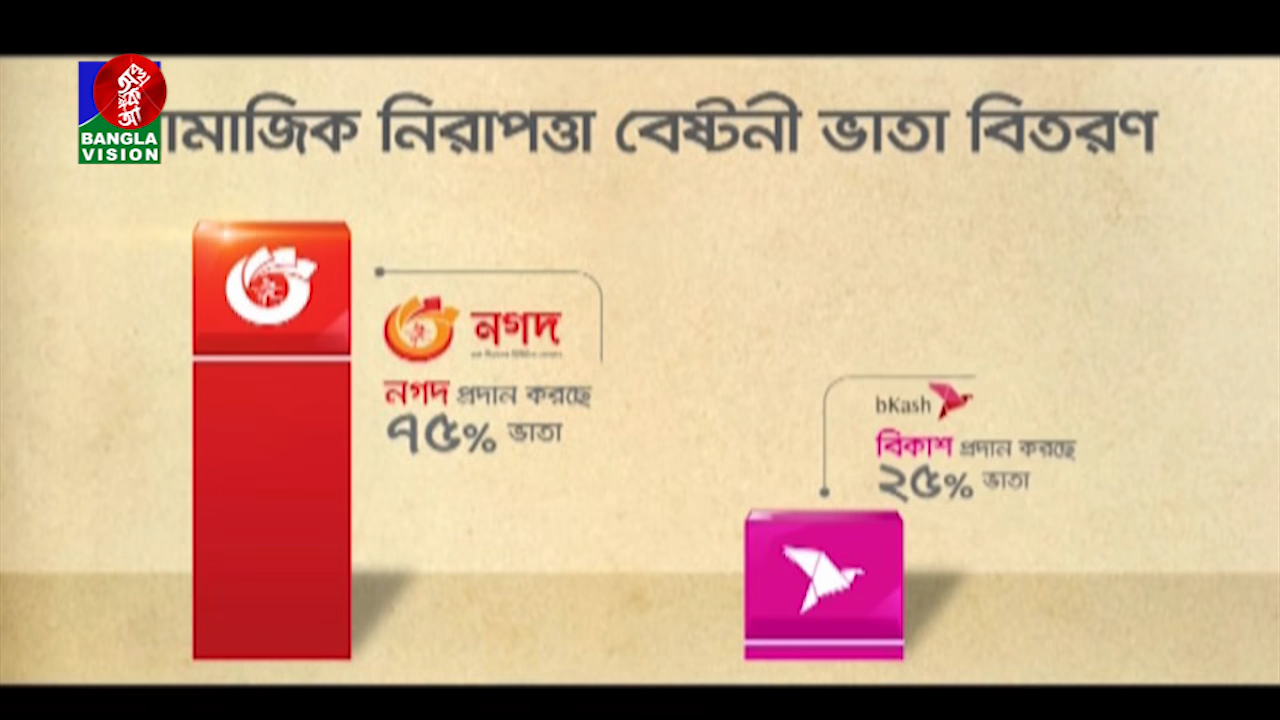 BANGLA
VISION
সামাজিক নিরাপত্তা বেষ্টনী ভাতা বিতরণ
নগদ
নগদ প্রদান করছে
৭৫% ভাতা
bKash
বিকাশ প্রদান করছে
২৫% ভাতা